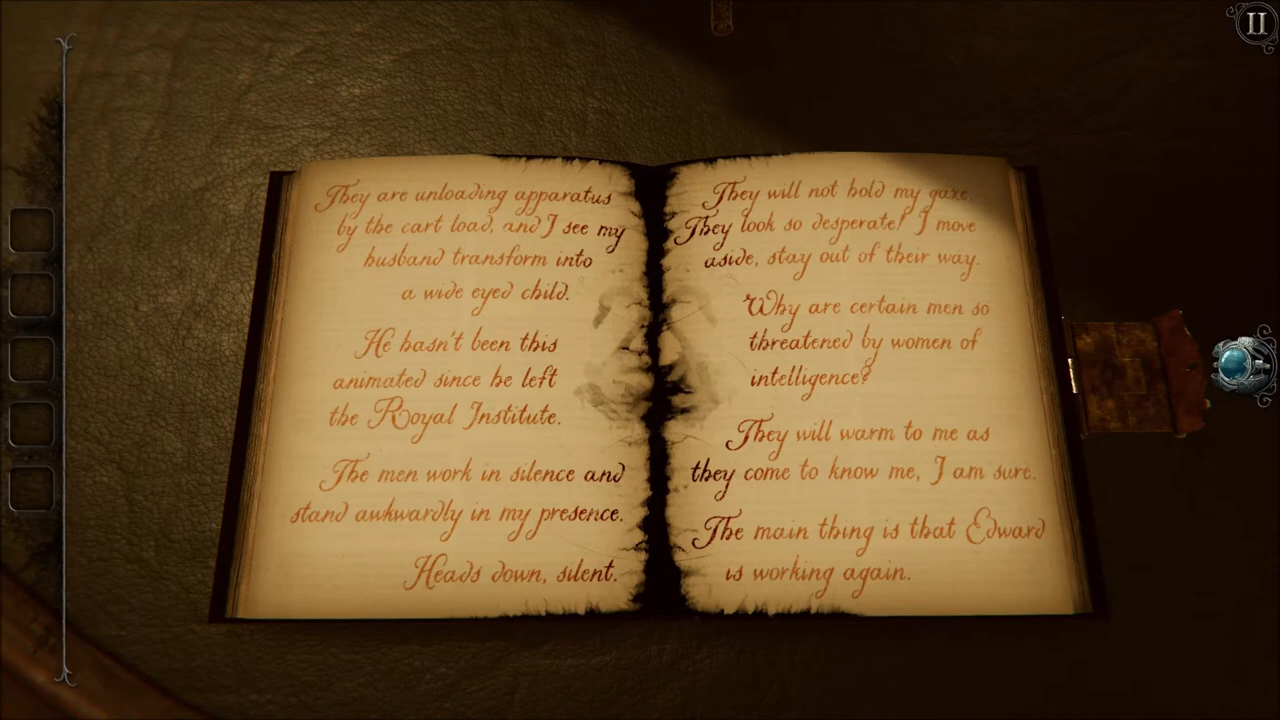 They are unloading apparatus
by the cart load, and I see my
husband transform into
a wide eyed child.
He hasn't been this
animated since he left
the Royal Institute.
The men work in silence and
stand awkwardly in my presence.
Heads down, silent.
They will not hold my gaze.
They look so desperate! I move
aside, stay out of their way.
Why are certain men so
threatened by women of
intelligence?
They will warm to me as
they come to know me, I am sure.
The main thing is that Edward
is working again.